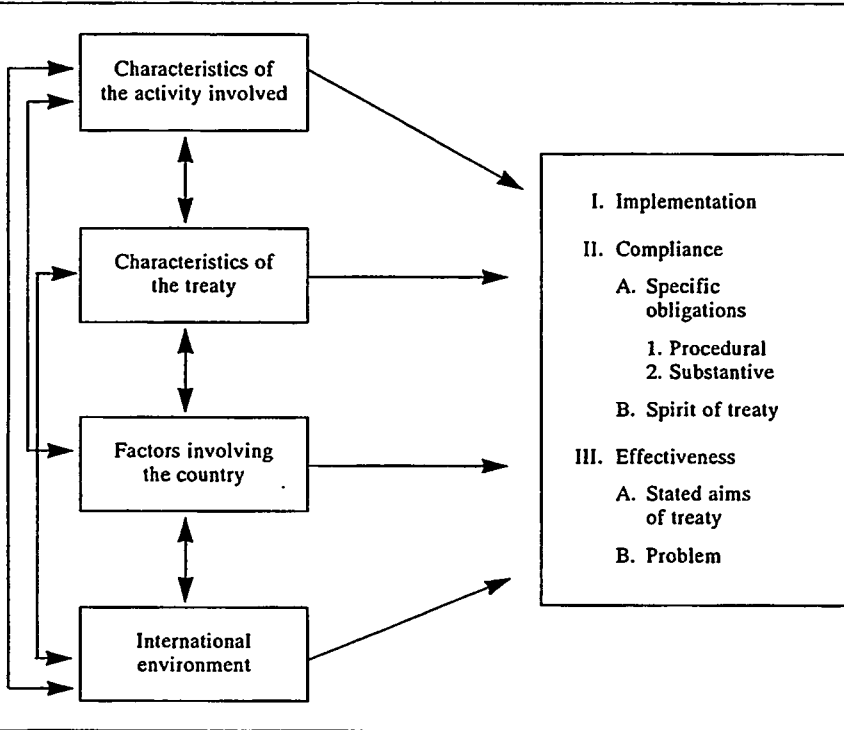 Characteristics of
the activity involved
Characteristics of
the treaty
Factors involving
the country
International
environment
I. Implementation
II. Compliance
A. Specific
obligations
1. Procedural
2. Substantive
B. Spirit of treaty
III. Effectiveness
A. Stated aims
of treaty
B. Problem